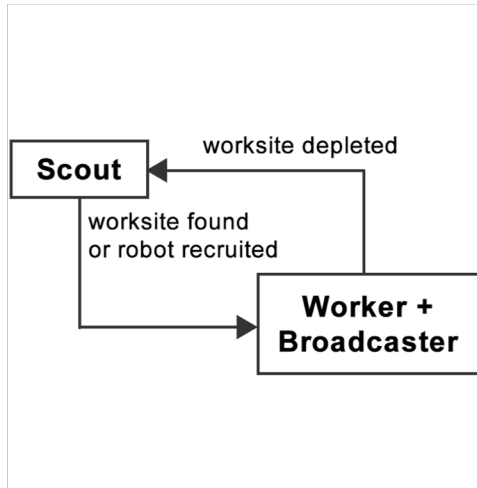 worksite depleted
Scout
worksite found
or robot recruited
Worker +
Broadcaster